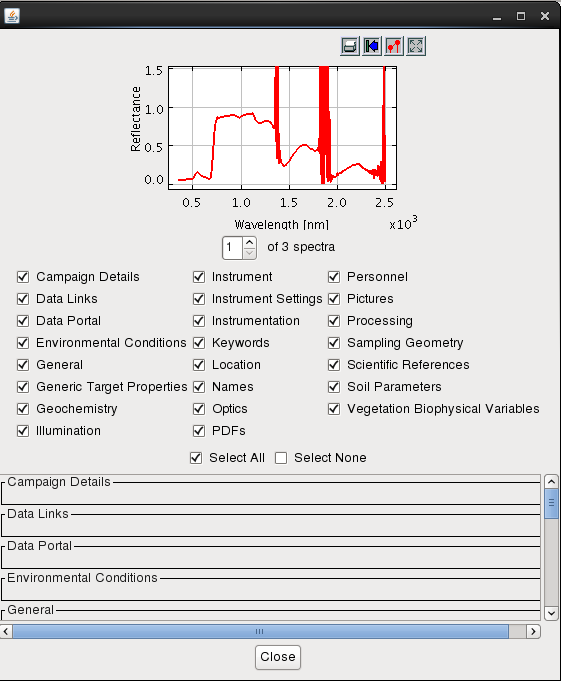 1.5
1.0
0.5
0.0
Reflectance
0.5 1.0 1.5 2.0 2.5
Wavelength [nm] x10³
1 of 3 spectra
Campaign Details Instrument Personnel
Data Links Instrument Settings Pictures
Data Portal Instrumentation Processing
Environmental Conditions Keywords Sampling Geometry
General Location Scientific References
Generic Target Properties Names Soil Parameters
Geochemistry Optics Vegetation Biophysical Variables
Illumination PDFs
Select All Select None
Campaign Details
Data Links
Data Portal
Environmental Conditions
General
Close